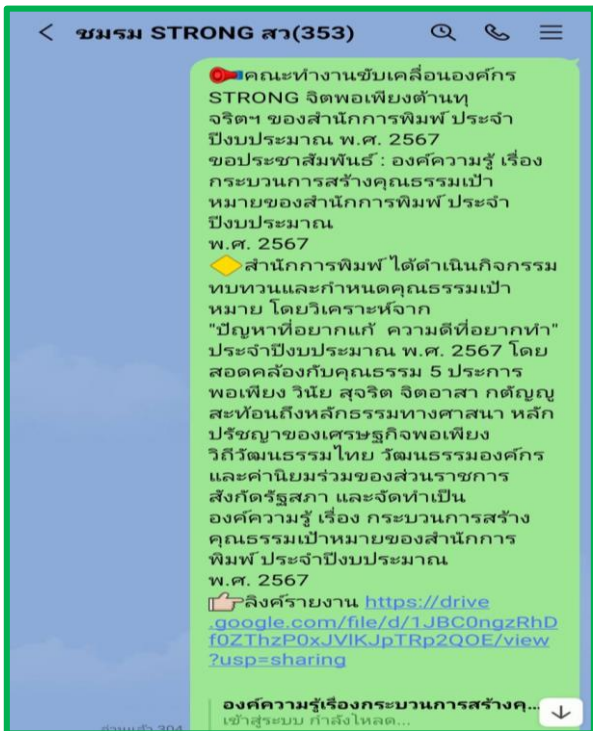 ชมรม STRONG สว(353)
คณะทำงานขับเคลื่อนองค์กร
STRONG จิตพอเพียงต้านทุ
จริตฯ ของสำนักการพิมพ์ ประจำ
ปีงบประมาณ พ.ศ. 2567
ขอประชาสัมพันธ์ : องค์ความรู้ เรื่อง
กระบวนการสร้างคุณธรรมเป้า
หมายของสำนักการพิมพ์ ประจำ
ปีงบประมาณ
พ.ศ. 2567
สำนักการพิมพ์ ได้ดำเนินกิจกรรม
ทบทวนและกำหนดคุณธรรมเป้า
หมาย โดยวิเคราะห์จาก
"ปัญหาที่อยากแก้ ความดีที่อยากทำ"
ประจำปีงบประมาณ พ.ศ. 2567 โดย
สอดคล้องกับคุณธรรม 5 ประการ
พอเพียง วินัย สุจริต จิตอาสา กตัญญู
สะท้อนถึงหลักธรรมทางศาสนา หลัก
ปรัชญาของเศรษฐกิจพอเพียง
วิถีวัฒนธรรมไทย วัฒนธรรมองค์กร
และค่านิยมร่วมของส่วนราชการ
สังกัดรัฐสภา และจัดทำเป็น
องค์ความรู้ เรื่อง กระบวนการสร้าง
คุณธรรมเป้าหมายของสำนักการ
พิมพ์ ประจำปีงบประมาณ
พ.ศ. 2567
ลิงค์รายงาน https://drive
.google.com/file/d/1JBC0ngzRhD
f0ZThzP0xJVlKJpTRp2QOE/view
?usp=sharing
องค์ความรู้เรื่องกระบวนการสร้างคุ...
เข้าสู่ระบบ กำลังโหลด...
อ่านแล้ว 304